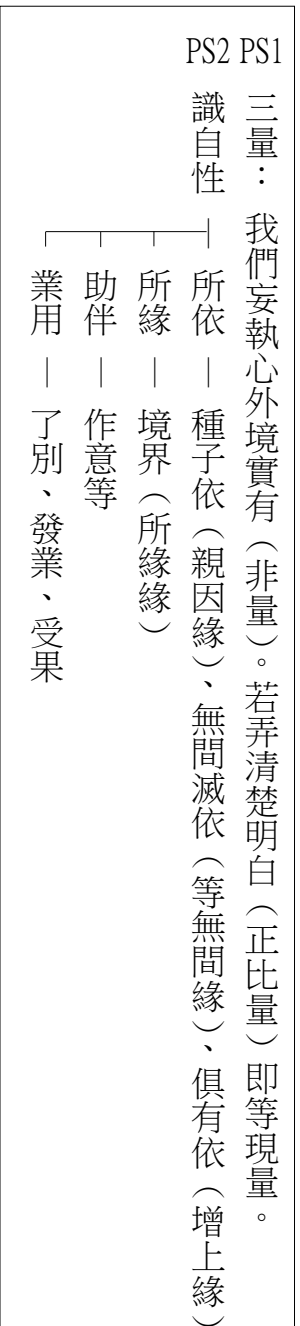 PS1 三量：我們妄執心外境實有（非量）。若弄清楚明白（正比量）即等現量。
PS2 識自性 所依—種子依（親因緣）、無間滅依（等無間緣）、俱有依（增上緣）
所緣—境界（所緣緣）
助伴—作意等
業用—了別、發業、受果